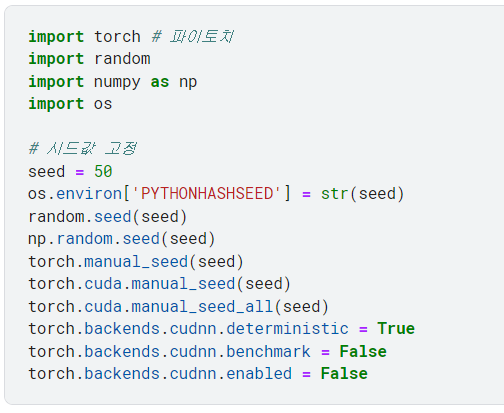 import torch # 파이토치
import random
import numpy as np
import os
# 시드값 고정
seed = 50
os.environ['PYTHONHASHSEED'] = str(seed)
random.seed(seed)
np.random.seed(seed)
torch.manual_seed(seed)
torch.cuda.manual_seed(seed)
torch.cuda.manual_seed_all(seed)
torch.backends.cudnn.deterministic = True
torch.backends.cudnn.benchmark = False
torch.backends.cudnn.enabled = False